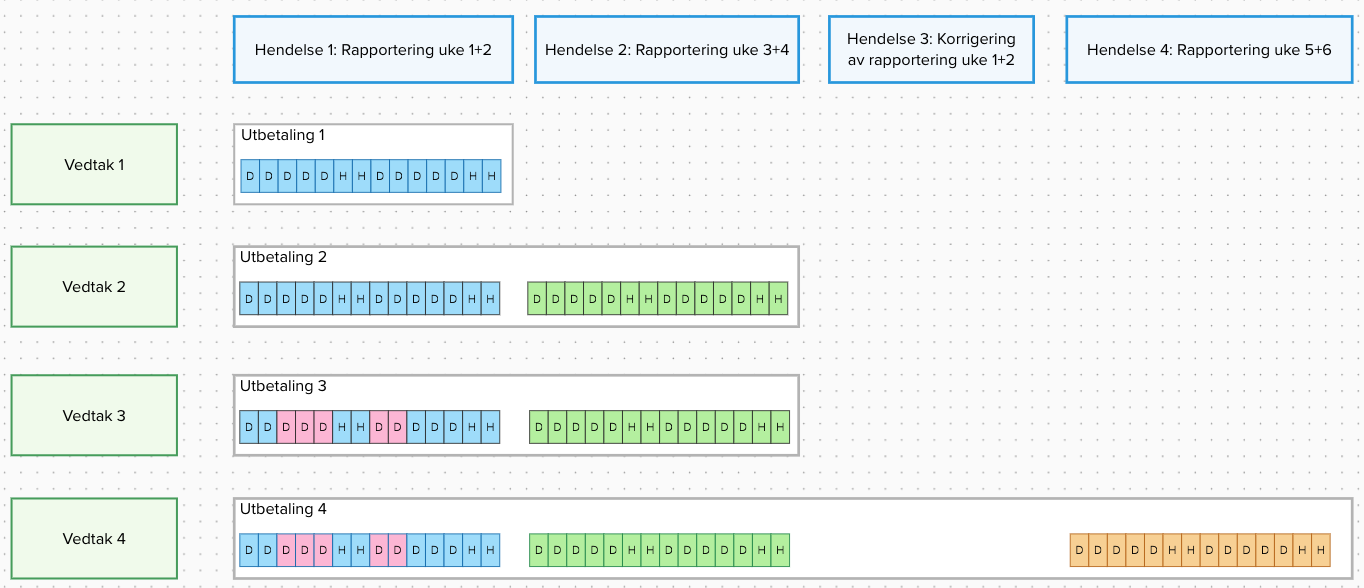 Hendelse 1: Rapportering uke 1+2
Hendelse 2: Rapportering uke 3+4
Hendelse 3: Korrigering
av rapportering uke 1+2
Hendelse 4: Rapportering uke 5+6
Vedtak 1
Utbetaling 1
D D D D D H H D D D D D H H
Vedtak 2
Utbetaling 2
D D D D D H H D D D D D H H
D D D D D H H D D D D D H H
Vedtak 3
Utbetaling 3
D D D D D H H D D D D D H H
D D D D D H H D D D D D H H
Vedtak 4
Utbetaling 4
D D D D D H H D D D D D H H
D D D D D H H D D D D D H H
D D D D D H H D D D D D H H